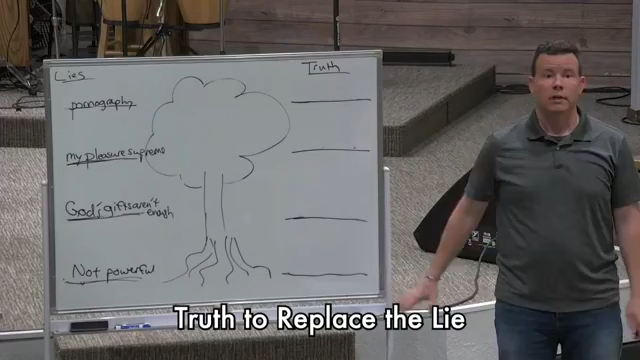 Lies
Truth
pornography
my pleasure supreme
God's gifts aren't
enough
Not powerful
Truth to Replace the Lie